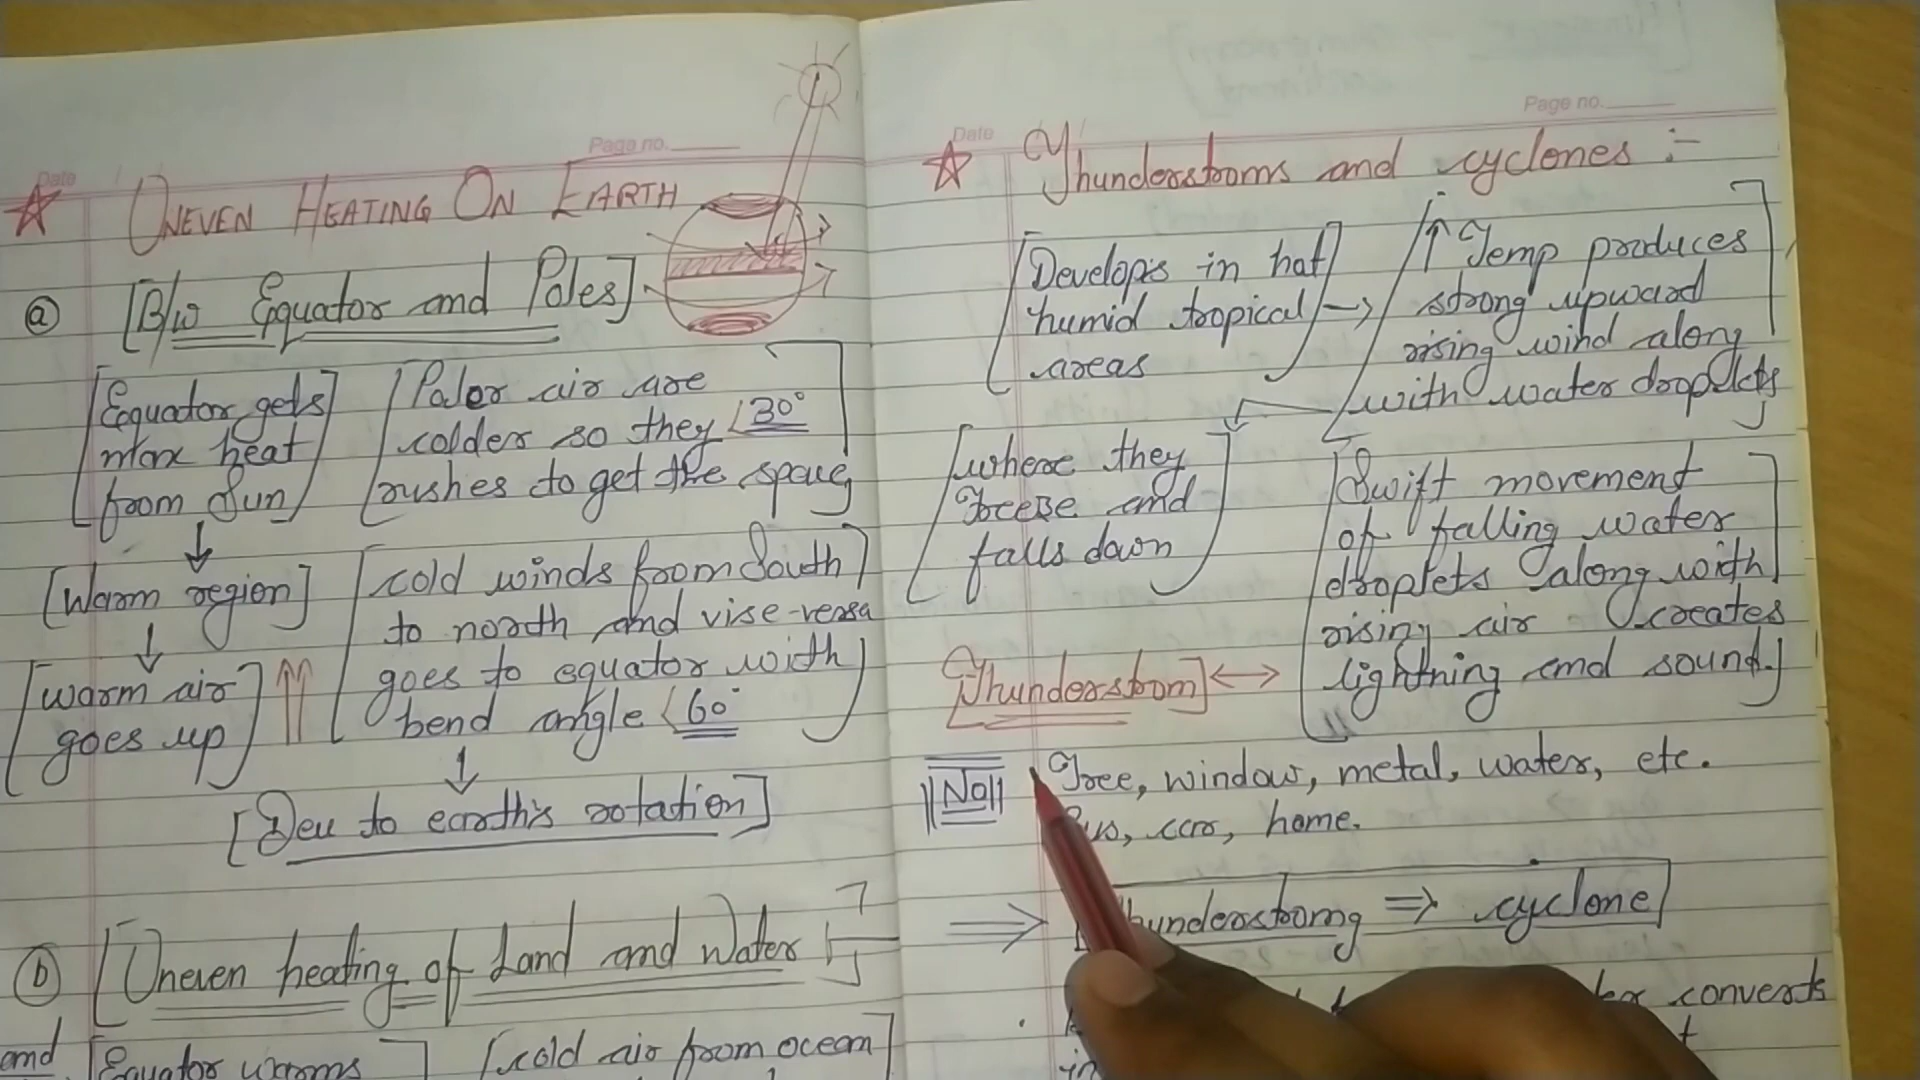 Date
Page no.
UNEVEN HEATING ON EARTH
a [B/w Equator and Poles]
[Equator gets
max heat
from Sun]
[Warm region]
[warm air
goes up]
[Paler air are
colder so they 30°
rushes to get the space
[cold winds from South
to north and vise-versa
goes to equator with
bend angle 60°
[Deu to earth's rotation]
b [Uneven heating of Land and Water]
and
[Equator warms]
[cold air from ocean]
Date
Page no.
Thunderstorms and cyclones :-
[Develops in hot
humid tropical
areas
→ ↑ Temp produces
strong upward
rising wind along
with water droplets
[where they
freeze and
falls down
[Swift movement
of falling water
droplets along with
rising air creates
lightning and sound.]
Thunderstorm] ↔
||No|| Tree, window, metal, water, etc.
car, home.
⇒ ⇒ cyclone]
converts
in